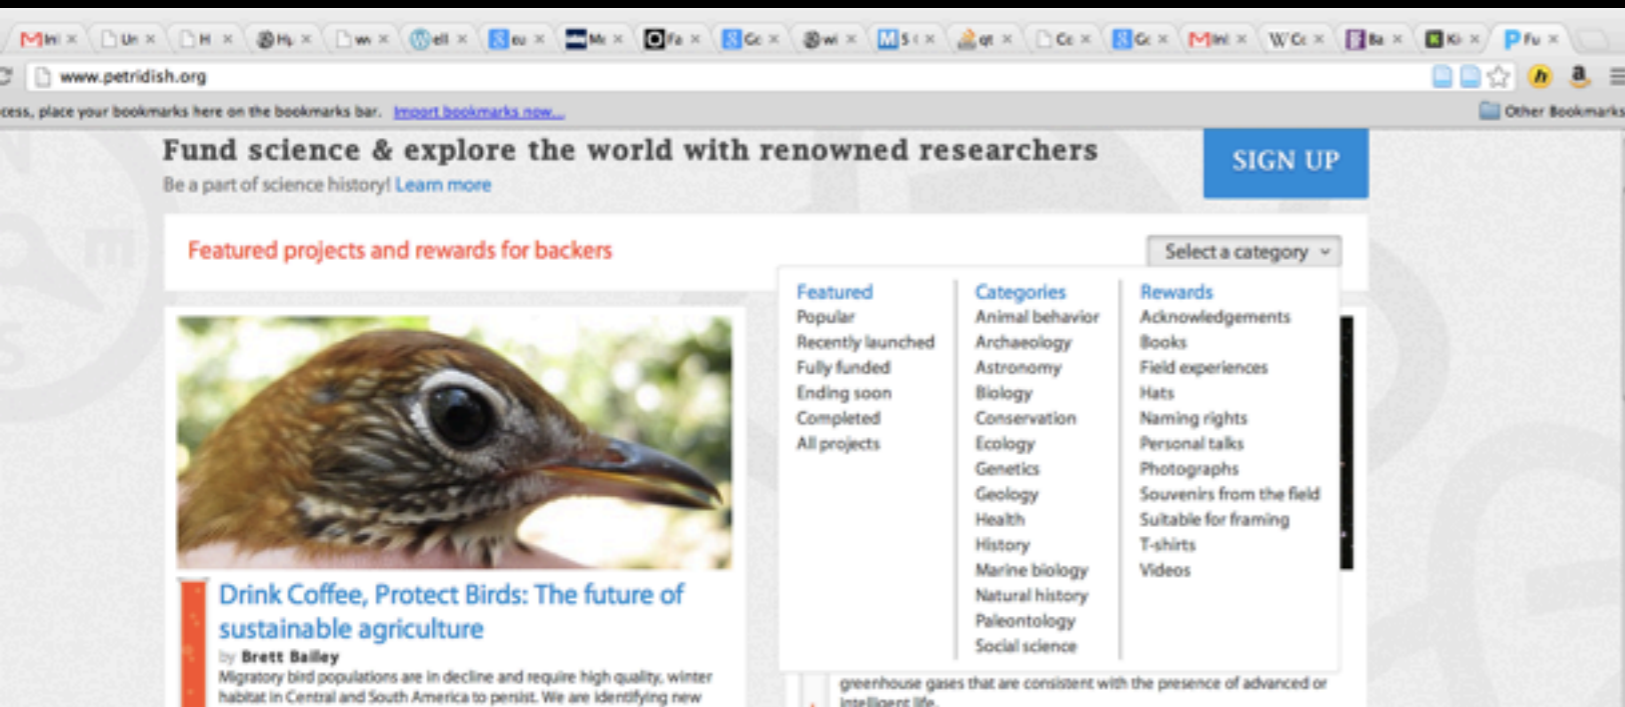 www.petridish.org
cess, place your bookmarks here on the bookmarks bar. Import bookmarks now...
Other Bookmarks
Fund science & explore the world with renowned researchers
SIGN UP
Be a part of science history! Learn more
Featured projects and rewards for backers
Select a category
Featured
Popular
Recently launched
Fully funded
Ending soon
Completed
All projects
Categories
Animal behavior
Archaeology
Astronomy
Biology
Conservation
Ecology
Genetics
Geology
Health
History
Marine biology
Natural history
Paleontology
Social science
Rewards
Acknowledgements
Books
Field experiences
Hats
Naming rights
Personal talks
Photographs
Souvenirs from the field
Suitable for framing
T-shirts
Videos
Drink Coffee, Protect Birds: The future of
sustainable agriculture
by Brett Bailey
Migratory bird populations are in decline and require high quality, winter
habitat in Central and South America to persist. We are identifying new
greenhouse gases that are consistent with the presence of advanced or
intelligent life.